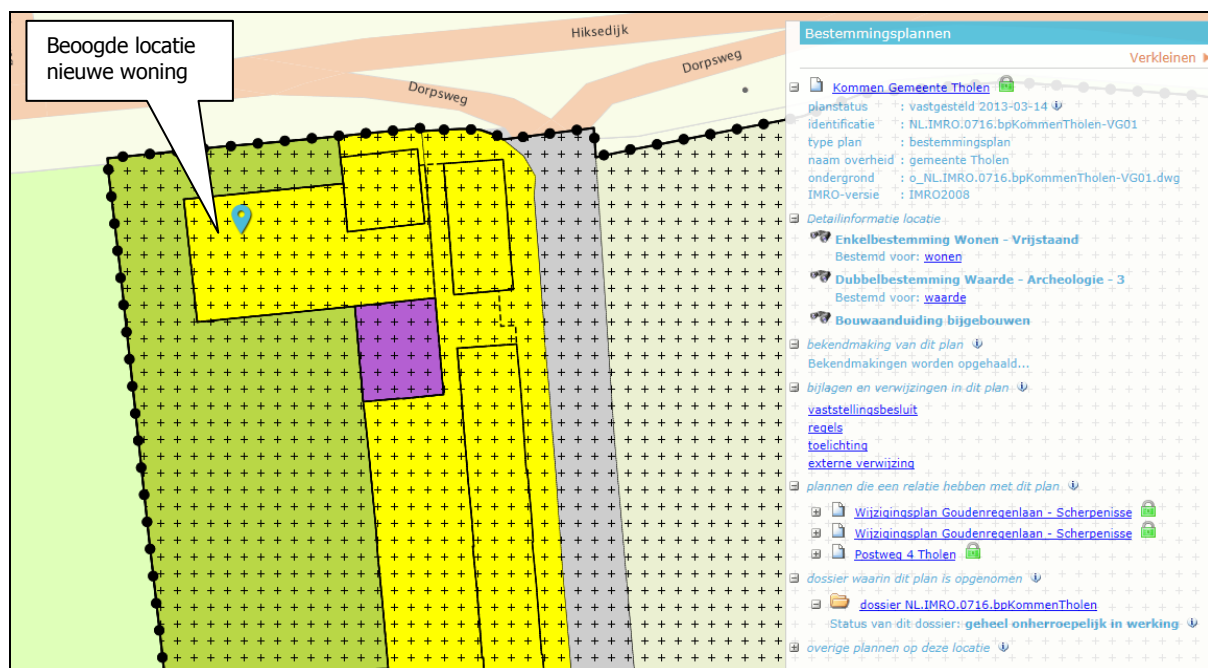 Beoogde locatie
nieuwe woning
Hiksedijk
Dorpsweg
Dorpsweg
Bestemmingsplannen
Verkleinen
Kommen Gemeente Tholen
planstatus : vastgesteld 2013-03-14
identificatie : NL.IMRO.0716.bpKommenTholen-VG01
type plan : bestemmingsplan
naam overheid : gemeente Tholen
ondergrond : o_NL.IMRO.0716.bpKommenTholen-VG01.dwg
IMRO-versie : IMRO2008
Detailinformatie locatie
Enkelbestemming Wonen - Vrijstaand
Bestemd voor: wonen
Dubbelbestemming Waarde - Archeologie - 3
Bestemd voor: waarde
Bouwaanduiding bijgebouwen
bekendmaking van dit plan
Bekendmakingen worden opgehaald...
bijlagen en verwijzingen in dit plan
vaststellingsbesluit
regels
toelichting
externe verwijzing
plannen die een relatie hebben met dit plan
Wijzigingsplan Goudenregenlaan - Scherpenisse
Wijzigingsplan Goudenregenlaan - Scherpenisse
Postweg 4 Tholen
dossier waarin dit plan is opgenomen
dossier NL.IMRO.0716.bpKommenTholen
Status van dit dossier: geheel onherroepelijk in werking
overige plannen op deze locatie